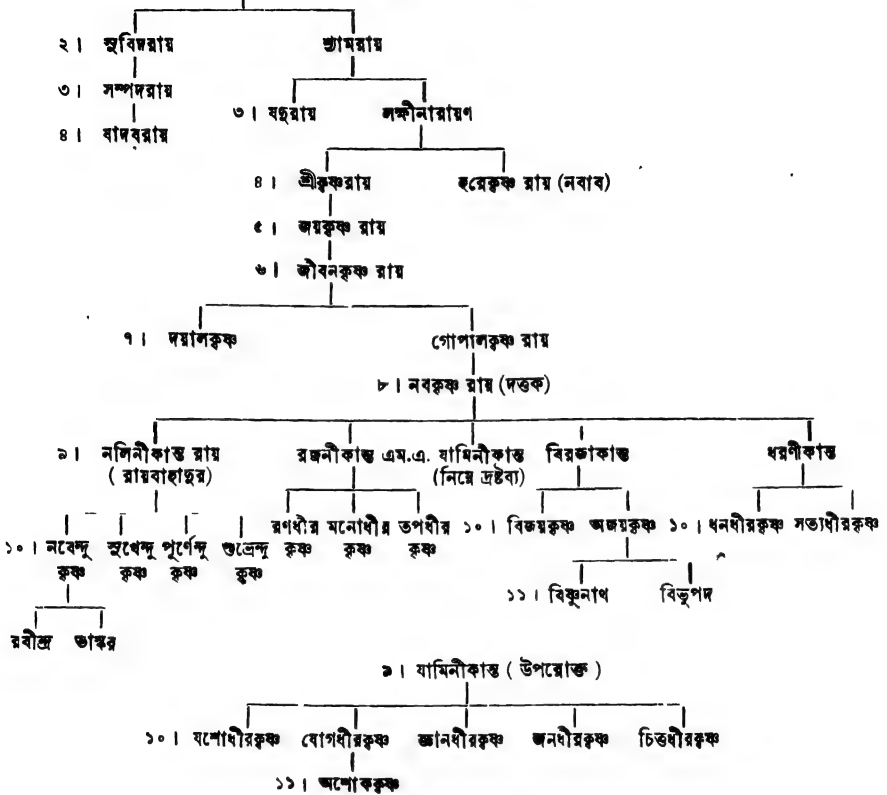 ২। সুবিদরায় শ্যামরায়
৩। সম্পদরায়
৩। যদুরায় লক্ষীনারায়ণ
৪। যাদবরায়
৪। শ্রীকৃষ্ণরায় হরেকৃষ্ণ রায় (নবাব)
৫। জয়কৃষ্ণ রায়
৬। জীবনকৃষ্ণ রায়
৭। দয়ালকৃষ্ণ গোপালকৃষ্ণ রায়
৮। নবকৃষ্ণ রায় (দত্তক)
৯। নলিনীকান্ত রায় রজনীকান্ত এম.এ. যামিনীকান্ত বিরজাকান্ত ধরণীকান্ত
(রায়বাহাদুর) (নিম্নে দ্রষ্টব্য)
রণধীর মনোধীর তপধীর ১০। বিজয়কৃষ্ণ অজয়কৃষ্ণ ১০। ধনধীরকৃষ্ণ সত্যধীরকৃষ্ণ
কৃষ্ণ কৃষ্ণ কৃষ্ণ
১০। নবেন্দু সুখেন্দু পূর্ণেন্দু শুভ্রেন্দু
কৃষ্ণ কৃষ্ণ কৃষ্ণ কৃষ্ণ
১১। বিষ্ণুনাথ বিভূপদ
রবীন্দ্র ভাস্কর
৯। যামিনীকান্ত (উপরোক্ত)
১০। যশোধীরকৃষ্ণ যোগধীরকৃষ্ণ জ্ঞানধীরকৃষ্ণ জনধীরকৃষ্ণ চিত্তধীরকৃষ্ণ
১১। অশোককৃষ্ণ